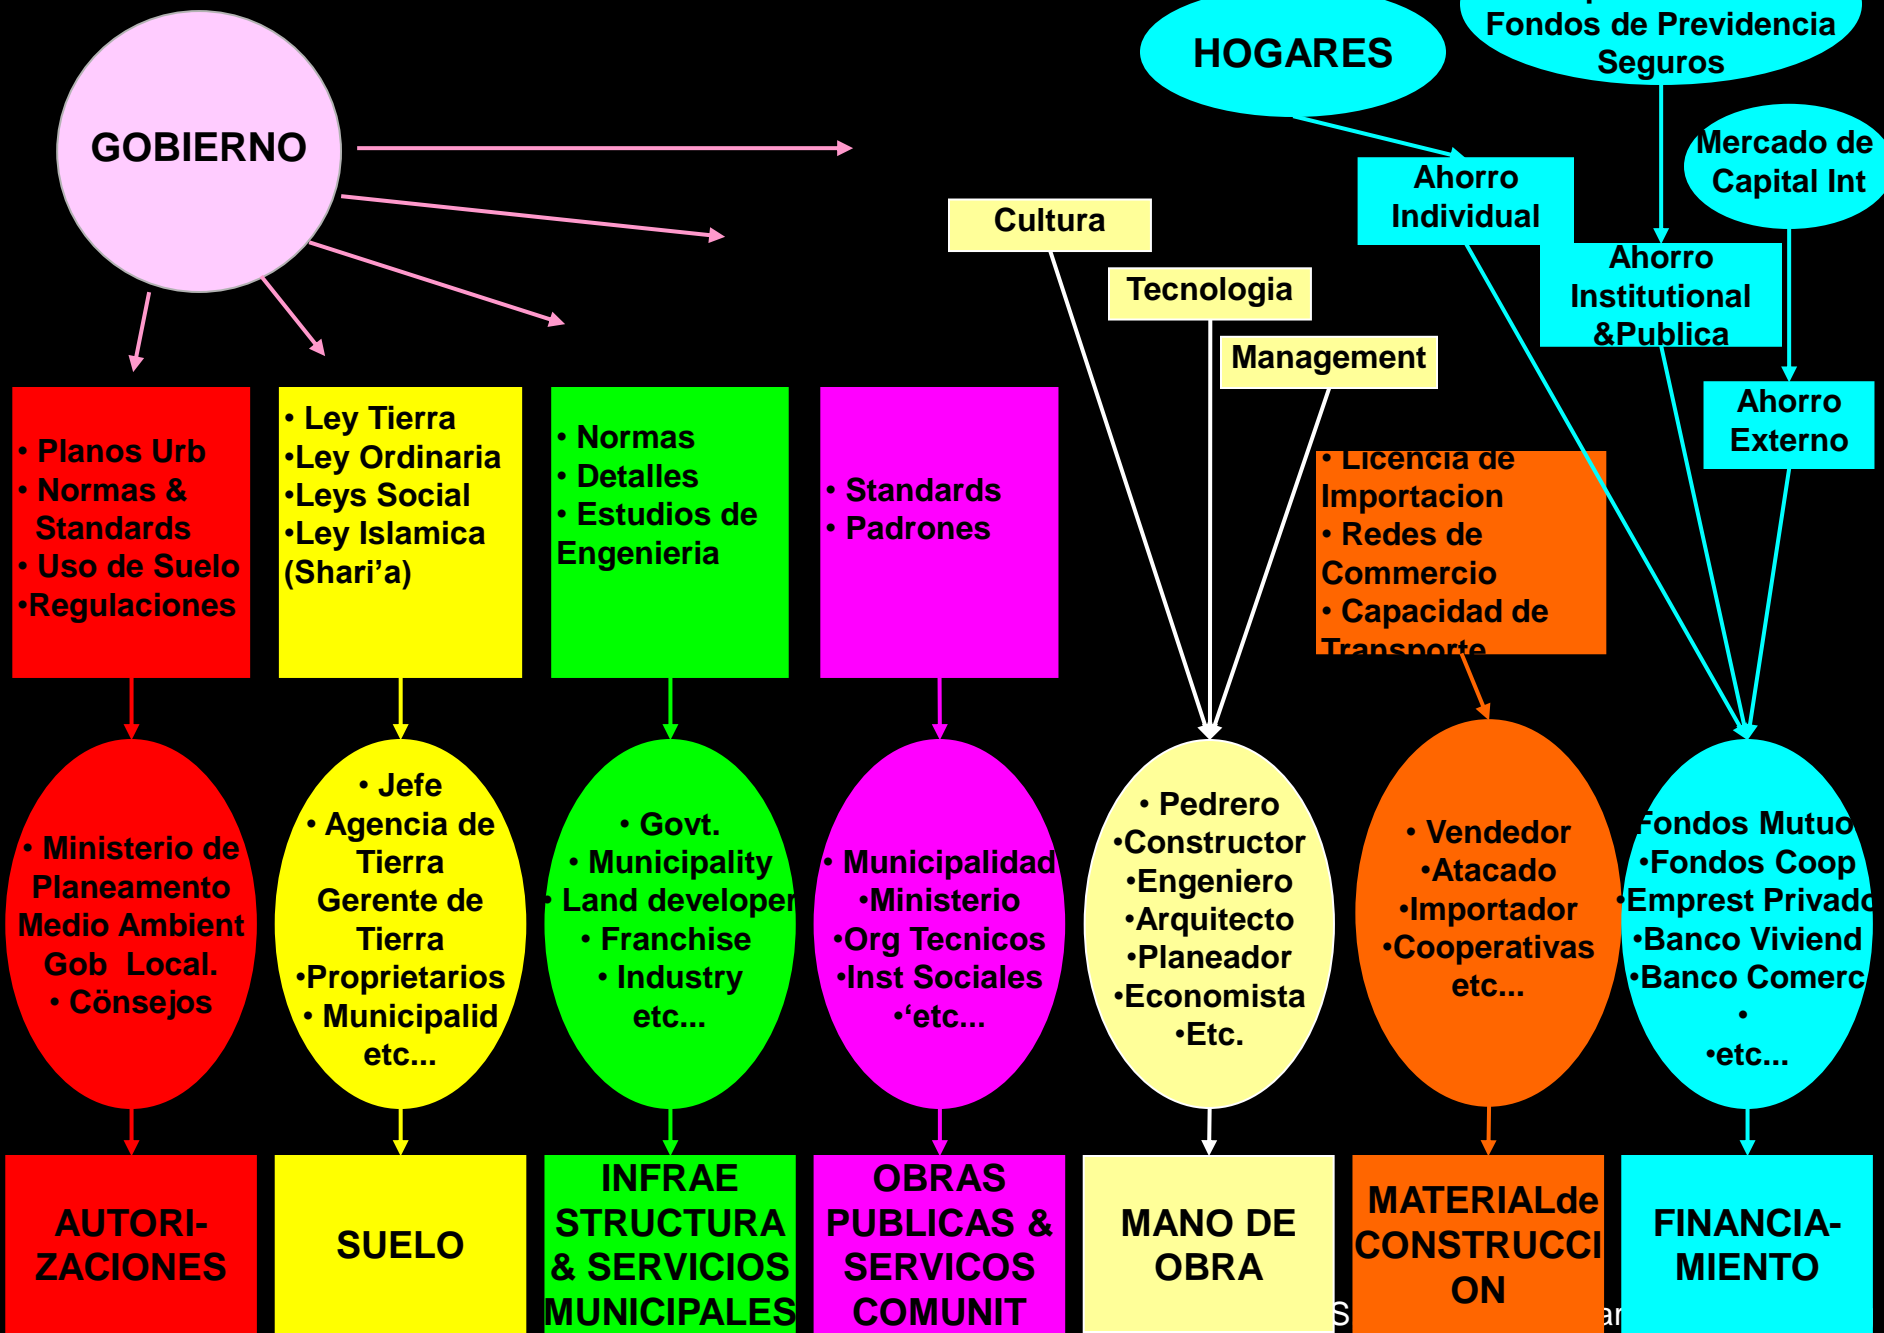 GOBIERNO
HOGARES
Fondos de Previdencia
Seguros
Mercado de
Capital Int
Ahorro
Individual
Ahorro
Institutional
&Publica
Ahorro
Externo
Cultura
Tecnologia
Management
• Planos Urb
• Normas &
Standards
• Uso de Suelo
•Regulaciones
• Ley Tierra
•Ley Ordinaria
•Leys Social
•Ley Islamica
(Shari’a)
• Normas
• Detalles
• Estudios de
Engenieria
• Standards
• Padrones
• Licencia de
Importacion
• Redes de
Commercio
• Capacidad de
Transporte
• Ministerio de
Planeamento
Medio Ambient
Gob Local.
• Cönsejos
• Jefe
• Agencia de
Tierra
Gerente de
Tierra
•Proprietarios
• Municipalid
etc...
• Govt.
• Municipality
• Land developer
• Franchise
• Industry
etc...
• Municipalidad
•Ministerio
•Org Tecnicos
•Inst Sociales
•‘etc...
• Pedrero
•Constructor
•Engeniero
•Arquitecto
•Planeador
•Economista
•Etc.
• Vendedor
•Atacado
•Importador
•Cooperativas
etc...
Fondos Mutuo
•Fondos Coop
•Emprest Privado
•Banco Viviend
•Banco Comerc
•
•etc...
AUTORI-
ZACIONES
SUELO
INFRAE
STRUCTURA
& SERVICIOS
MUNICIPALES
OBRAS
PUBLICAS &
SERVICOS
COMUNIT
MANO DE
OBRA
MATERIALde
CONSTRUCCI
ON
FINANCIA-
MIENTO